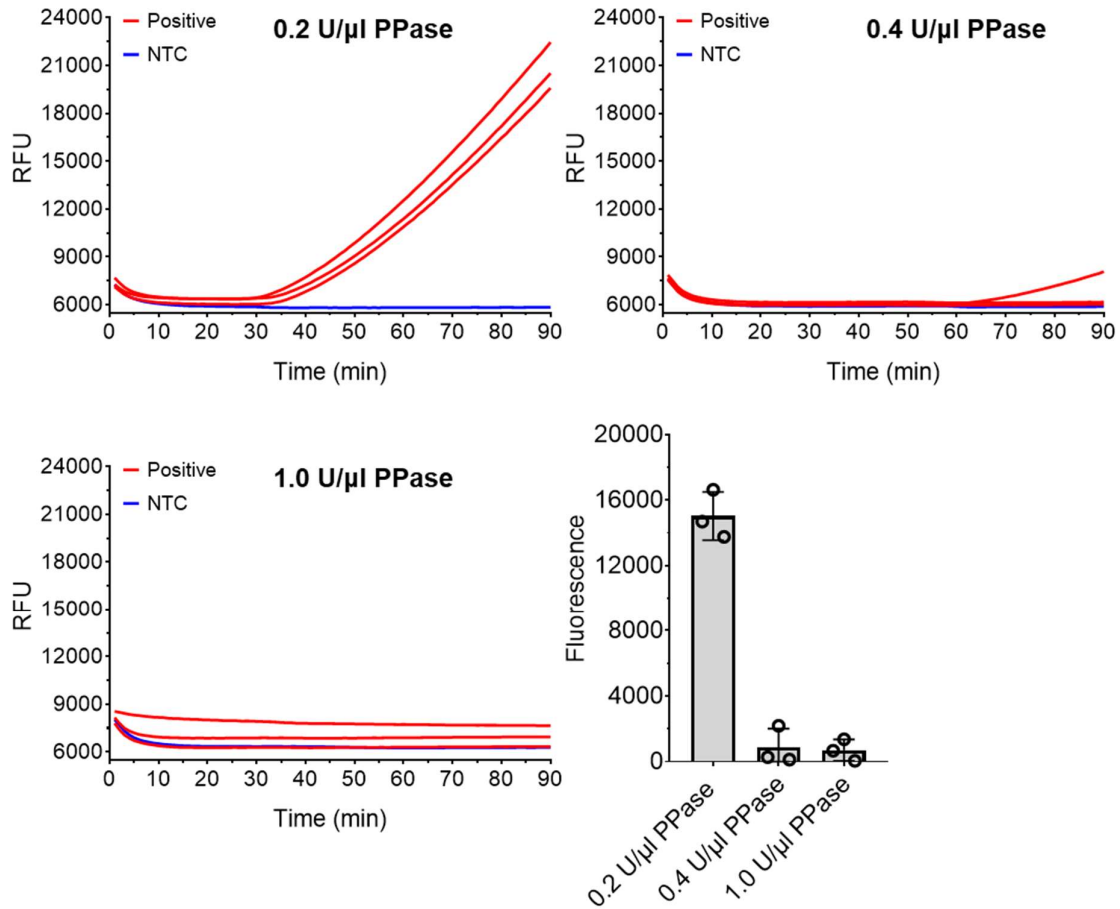 24000
21000
18000
15000
12000
9000
6000
RFU
Positive
NTC
0.2 U/µl PPase
0 10 20 30 40 50 60 70 80 90
Time (min)
24000
21000
18000
15000
12000
9000
6000
RFU
Positive
NTC
0.4 U/µl PPase
0 10 20 30 40 50 60 70 80 90
Time (min)
24000
21000
18000
15000
12000
9000
6000
RFU
Positive
NTC
1.0 U/µl PPase
0 10 20 30 40 50 60 70 80 90
Time (min)
20000
16000
12000
8000
4000
0
Fluorescence
0.2 U/µl PPase
0.4 U/µl PPase
1.0 U/µl PPase